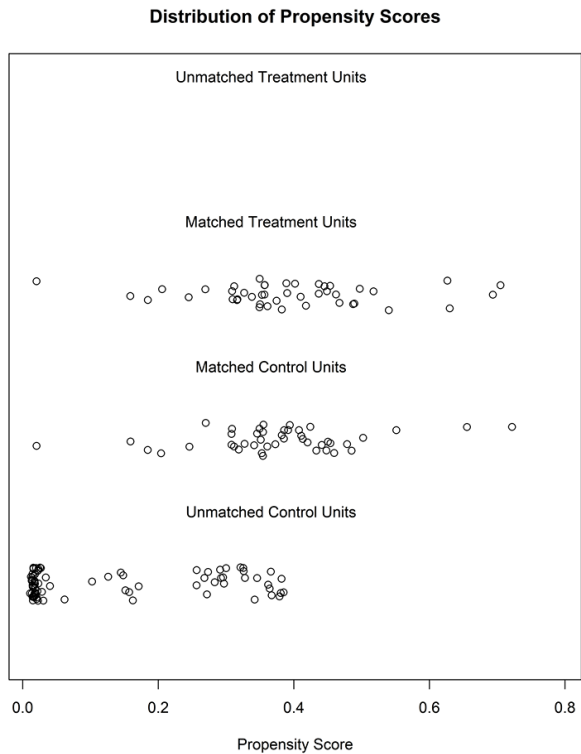 Distribution of Propensity Scores
Unmatched Treatment Units
Matched Treatment Units
Matched Control Units
Unmatched Control Units
0.0 0.2 0.4 0.6 0.8
Propensity Score